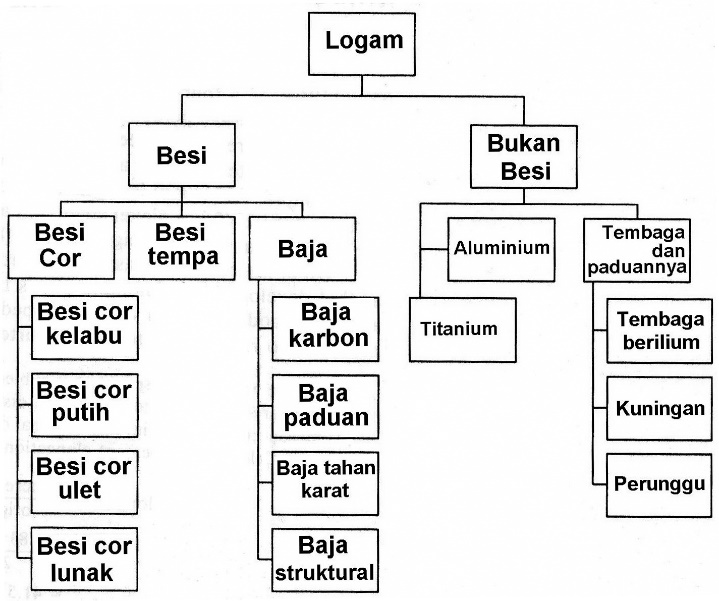 Logam
Besi
Bukan
Besi
Besi
Cor
Besi
tempa
Baja
Aluminium
Tembaga
dan
paduannya
Titanium
Besi cor
kelabu
Besi cor
putih
Besi cor
ulet
Besi cor
lunak
Baja
karbon
Baja
paduan
Baja tahan
karat
Baja
struktural
Tembaga
berilium
Kuningan
Perunggu